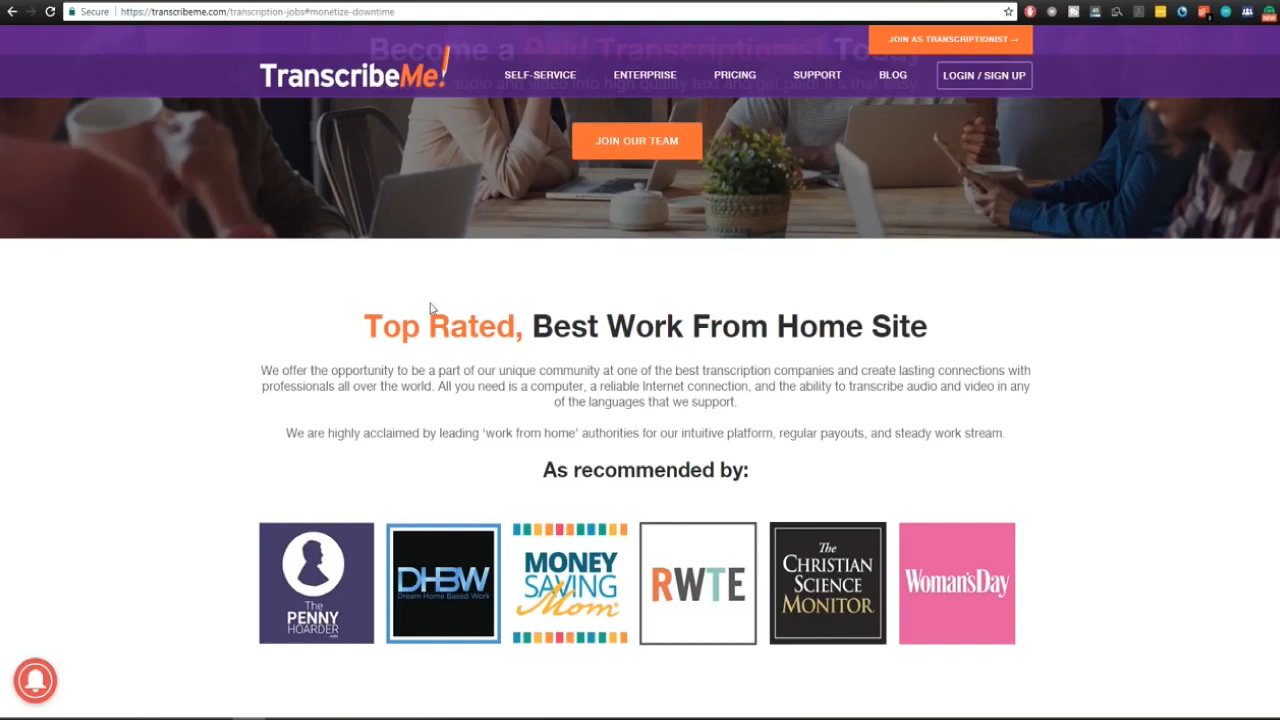 Secure
https://transcribeme.com/transcription-jobs#monetize-downtime
JOIN AS TRANSCRIPTIONIST →
Become a Paid Transcriptionist Today
TranscribeMe!
SELF-SERVICE
ENTERPRISE
PRICING
SUPPORT
BLOG
LOGIN / SIGN UP
audio and video into high quality text and get paid! It's that easy
JOIN OUR TEAM
Top Rated, Best Work From Home Site
We offer the opportunity to be a part of our unique community at one of the best transcription companies and create lasting connections with
professionals all over the world. All you need is a computer, a reliable Internet connection, and the ability to transcribe audio and video in any
of the languages that we support.
We are highly acclaimed by leading 'work from home' authorities for our intuitive platform, regular payouts, and steady work stream.
As recommended by:
The
PENNY
HOARDER
.com
DHBW
Dream Home Based Work
MONEY
SAVING
Mom®
RWTE
The
CHRISTIAN
SCIENCE
MONITOR
Woman'sDay